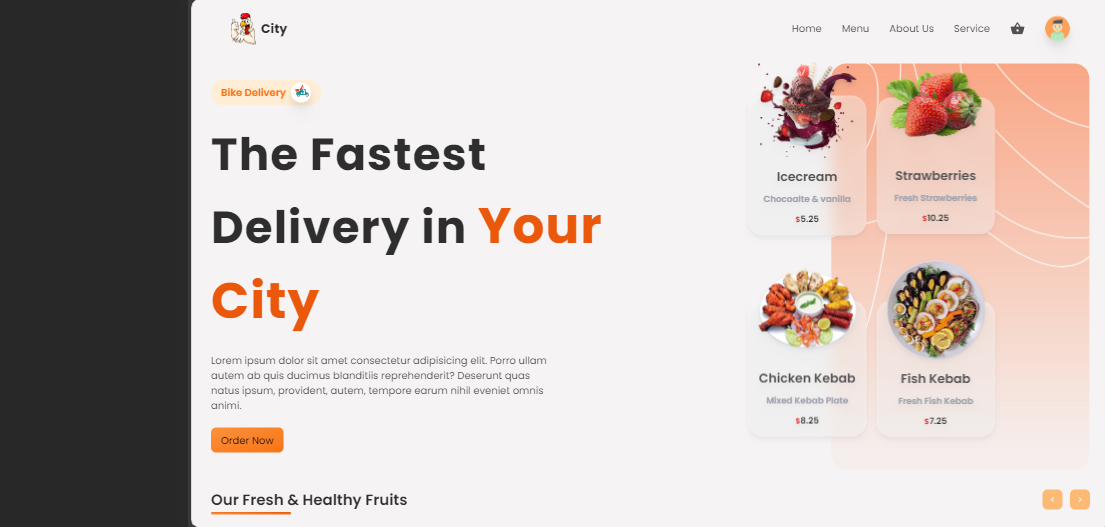 City
Home Menu About Us Service
Bike Delivery
The Fastest
Delivery in Your
City
Lorem ipsum dolor sit amet consectetur adipisicing elit. Porro ullam
autem ab quis ducimus blanditiis reprehenderit? Deserunt quas
natus ipsum, provident, autem, tempore earum nihil eveniet omnis
animi.
Order Now
Icecream
Chocoalte & vanilla
$5.25
Strawberries
Fresh Strawberries
$10.25
Chicken Kebab
Mixed Kebab Plate
$8.25
Fish Kebab
Fresh Fish Kebab
$7.25
Our Fresh & Healthy Fruits